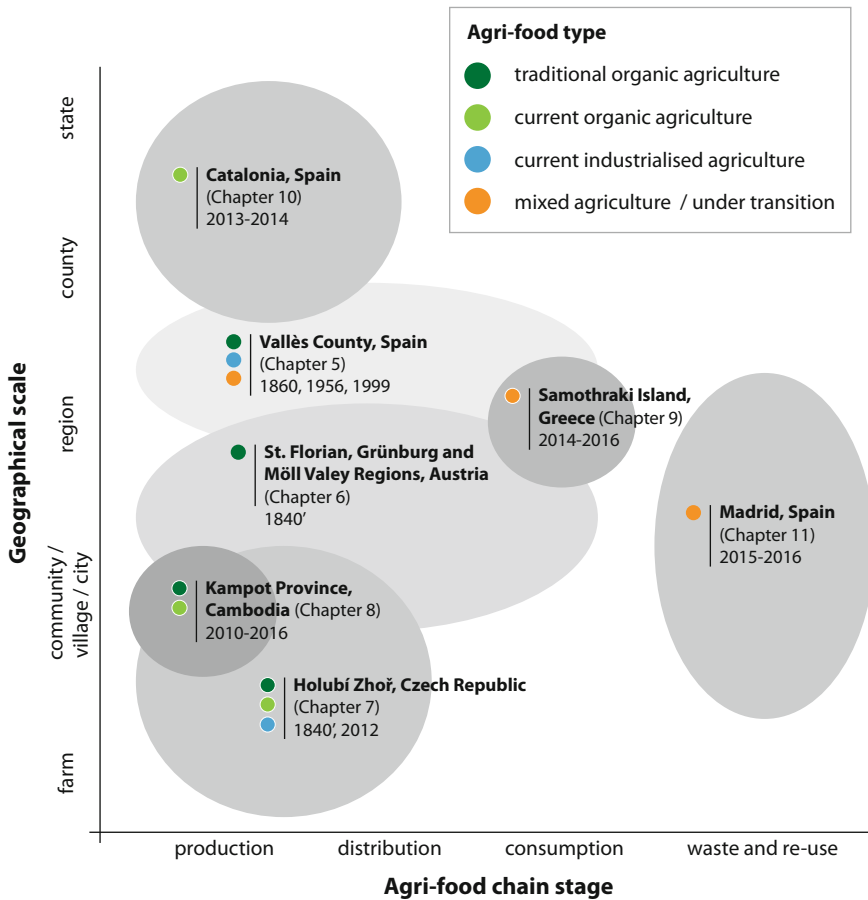 Agri-food type
traditional organic agriculture
current organic agriculture
current industrialised agriculture
mixed agriculture / under transition
Geographical scale
state
county
region
community /
village / city
farm
Catalonia, Spain
(Chapter 10)
2013-2014
Vallès County, Spain
(Chapter 5)
1860, 1956, 1999
Samothraki Island,
Greece (Chapter 9)
2014-2016
St. Florian, Grünburg and
Möll Valey Regions, Austria
(Chapter 6)
1840’
Madrid, Spain
(Chapter 11)
2015-2016
Kampot Province,
Cambodia (Chapter 8)
2010-2016
Holubí Zhoř, Czech Republic
(Chapter 7)
1840’, 2012
production
distribution
consumption
waste and re-use
Agri-food chain stage